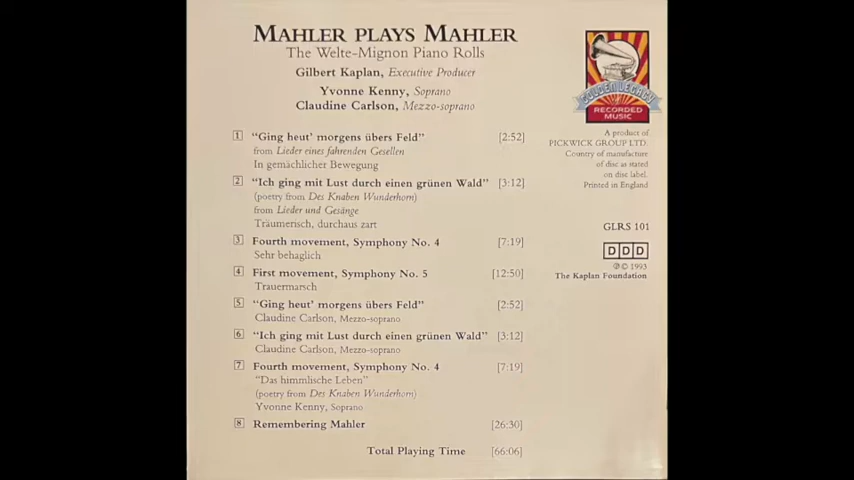 MAHLER PLAYS MAHLER
The Welte-Mignon Piano Rolls
Gilbert Kaplan, Executive Producer
Yvonne Kenny, Soprano
Claudine Carlson, Mezzo-soprano
1 "Ging heut' morgens übers Feld" [2:52]
from Lieder eines fahrenden Gesellen
In gemächlicher Bewegung
2 "Ich ging mit Lust durch einen grünen Wald" [3:12]
(poetry from Des Knaben Wunderhorn)
from Lieder und Gesänge
Träumerisch, durchaus zart
3 Fourth movement, Symphony No. 4 [7:19]
Sehr behaglich
4 First movement, Symphony No. 5 [12:50]
Trauermarsch
5 "Ging heut' morgens übers Feld" [2:52]
Claudine Carlson, Mezzo-soprano
6 "Ich ging mit Lust durch einen grünen Wald" [3:12]
Claudine Carlson, Mezzo-soprano
7 Fourth movement, Symphony No. 4 [7:19]
"Das himmlische Leben"
(poetry from Des Knaben Wunderhorn)
Yvonne Kenny, Soprano
8 Remembering Mahler [26:30]
Total Playing Time [66:06]
GOLDEN LEGACY
RECORDED
MUSIC
A product of
PICKWICK GROUP LTD.
Country of manufacture
of disc as stated
on disc label.
Printed in England
GLRS 101
DDD
℗© 1993
The Kaplan Foundation